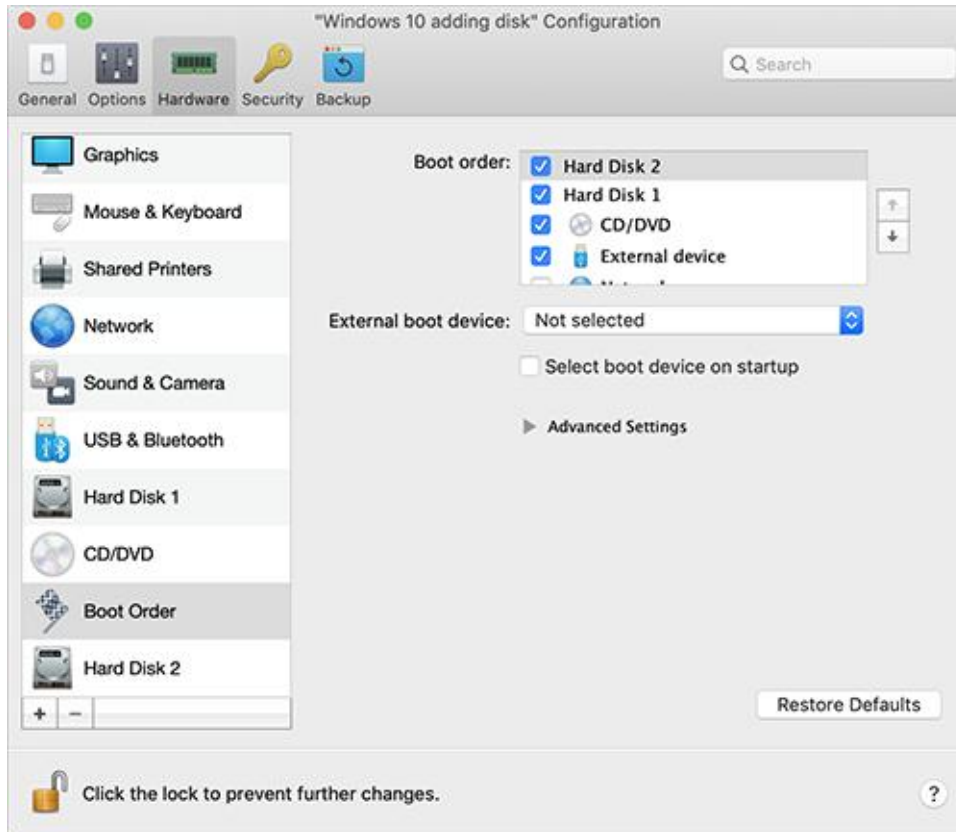 "Windows 10 adding disk" Configuration
General Options Hardware Security Backup
Search
Graphics
Mouse & Keyboard
Shared Printers
Network
Sound & Camera
USB & Bluetooth
Hard Disk 1
CD/DVD
Boot Order
Hard Disk 2
+ −
Boot order:
Hard Disk 2
Hard Disk 1
CD/DVD
External device
External boot device: Not selected
Select boot device on startup
Advanced Settings
Restore Defaults
Click the lock to prevent further changes.
?